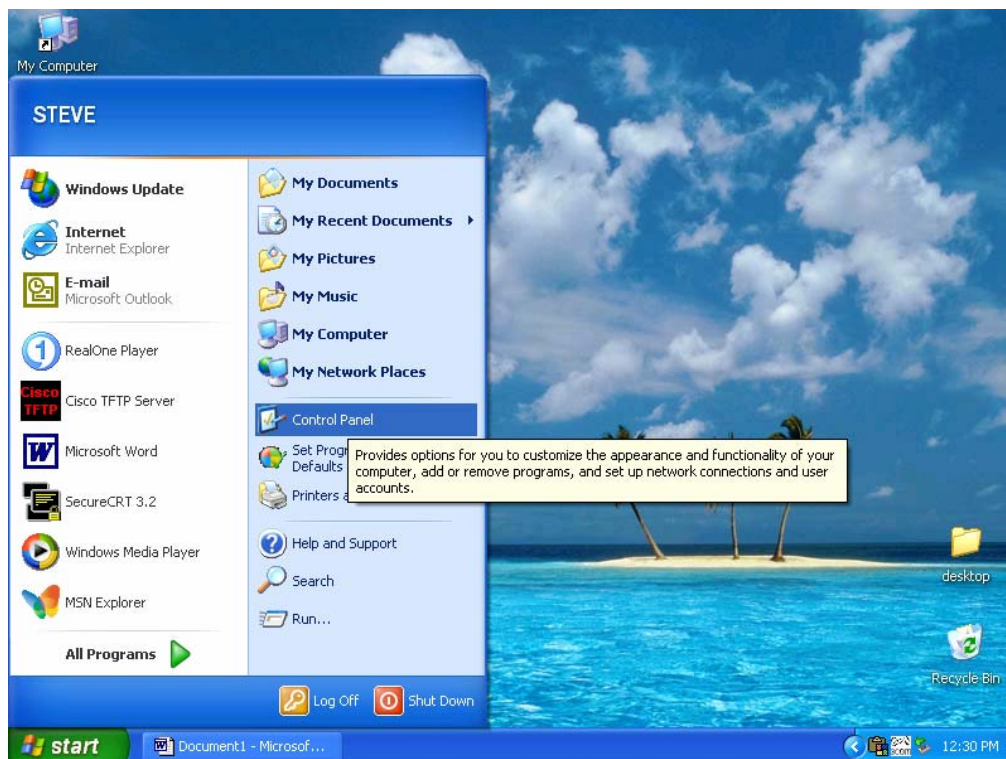 My Computer
STEVE
Windows Update
Internet
Internet Explorer
E-mail
Microsoft Outlook
RealOne Player
Cisco
TFTP
Cisco TFTP Server
W
Microsoft Word
SecureCRT 3.2
Windows Media Player
MSN Explorer
All Programs
My Documents
My Recent Documents
My Pictures
My Music
My Computer
My Network Places
Control Panel
Set Progr
Defaults
Printers a
Provides options for you to customize the appearance and functionality of your
computer, add or remove programs, and set up network connections and user
accounts.
Help and Support
Search
Run...
Log Off
Shut Down
desktop
Recycle Bin
start
Document1 - Microsof...
12:30 PM